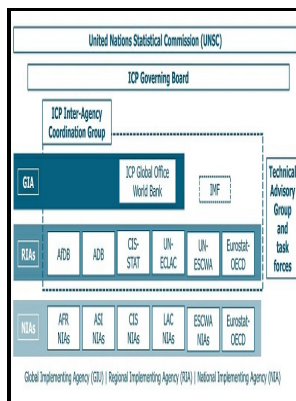 United Nations Statistical Commission (UNSC)
ICP Governing Board
ICP Inter-Agency
Coordination Group
GIA
ICP Global Office
World Bank
IMF
Technical
Advisory
Group
and
task
forces
RIAs
AfDB
ADB
CIS-
STAT
UN-
ECLAC
UN-
ESCWA
Eurostat-
OECD
NIAs
AFR
NIAs
ASI
NIAs
CIS
NIAs
LAC
NIAs
ESCWA
NIAs
Eurostat-
OECD
Global Implementing Agency (GIU) | Regional Implementing Agency (RIA) | National Implementing Agency (NIA)